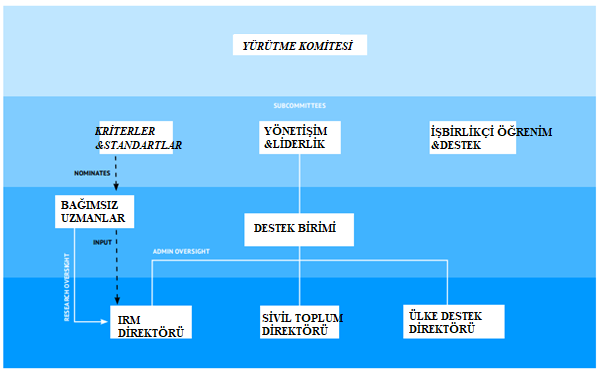 YÜRÜTME KOMİTESİ
SUBCOMMITTEES
KRİTERLER
&STANDARTLAR
YÖNETİŞİM
&LİDERLİK
İŞBİRLİKÇİ ÖĞRENİM
&DESTEK
NOMINATES
BAĞIMSIZ
UZMANLAR
DESTEK BİRİMİ
INPUT
ADMIN OVERSIGHT
RESEARCH OVERSIGHT
IRM
DİREKTÖRÜ
SİVİL TOPLUM
DİREKTÖRÜ
ÜLKE DESTEK
DİREKTÖRÜ